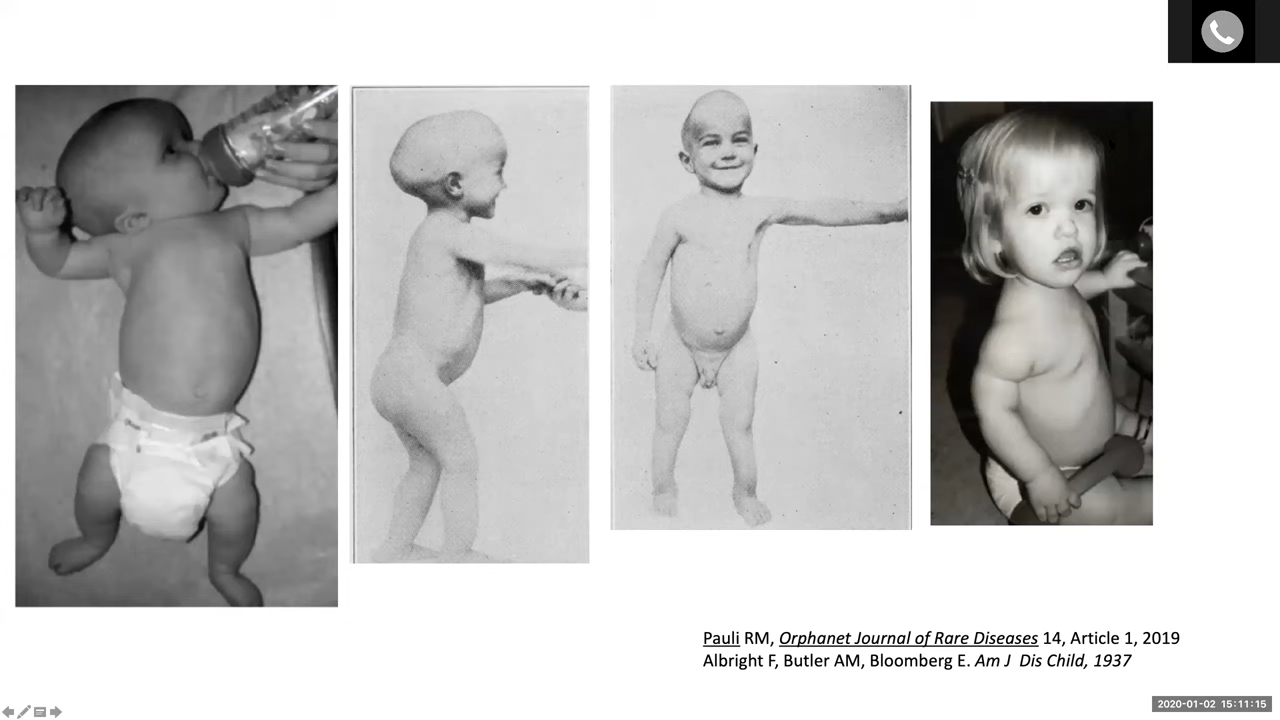 Pauli RM, Orphanet Journal of Rare Diseases 14, Article 1, 2019
Albright F, Butler AM, Bloomberg E. Am J Dis Child, 1937
2020-01-02 15:11:15